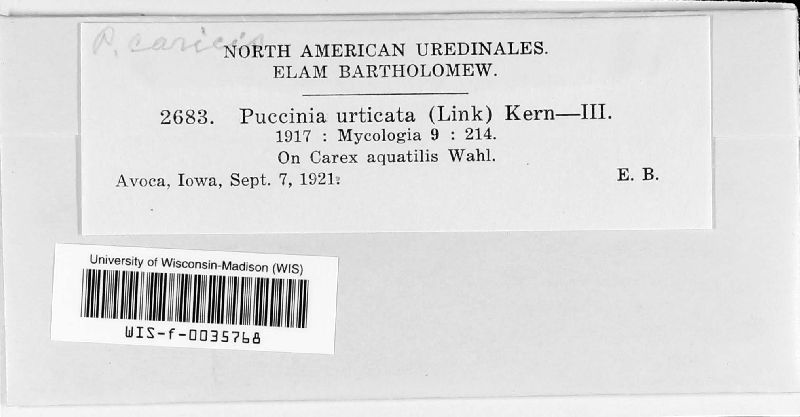 P. caricis
NORTH AMERICAN UREDINALES.
ELAM BARTHOLOMEW.
2683. Puccinia urticata (Link) Kern—III.
1917 : Mycologia 9 : 214.
On Carex aquatilis Wahl.
Avoca, Iowa, Sept. 7, 1921.
E. B.
University of Wisconsin-Madison (WIS)
WIS-f-0035768